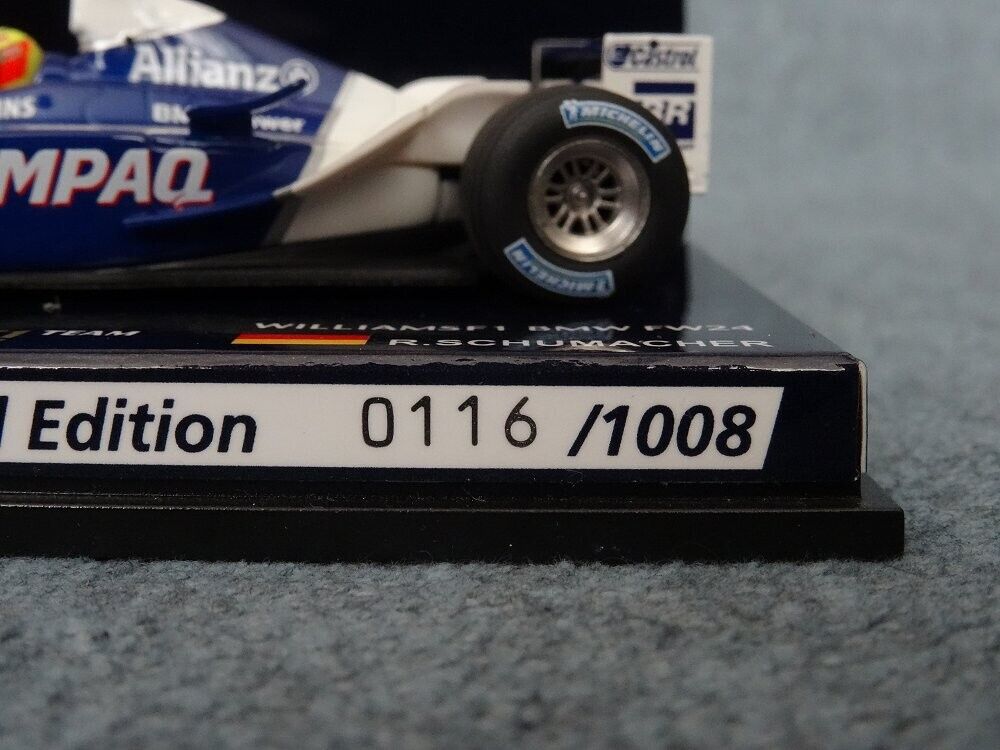 Allianz
Castrol
MICHELIN
MPAQ
MICHELIN
TEAM
WILLIAMSF1 BMW FW24
R.SCHUMACHER
Edition 0116 /1008